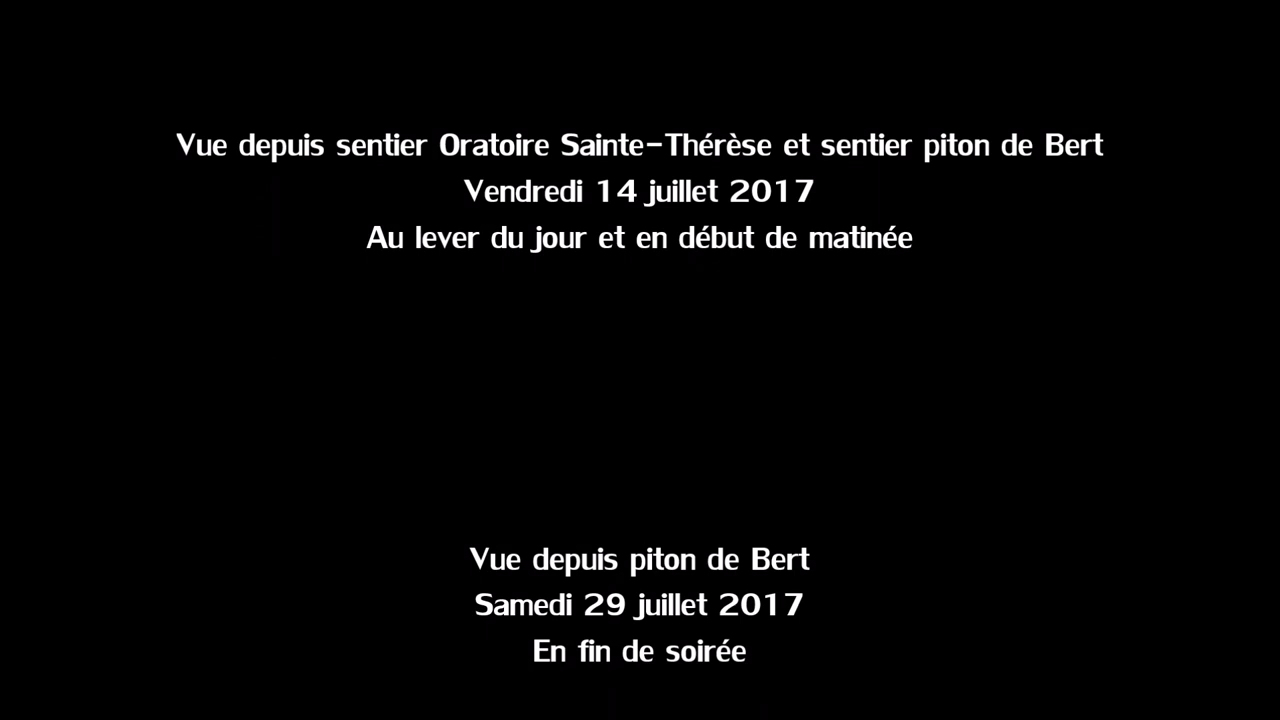 Vue depuis sentier Oratoire Sainte-Thérèse et sentier piton de Bert
Vendredi 14 juillet 2017
Au lever du jour et en début de matinée
Vue depuis piton de Bert
Samedi 29 juillet 2017
En fin de soirée